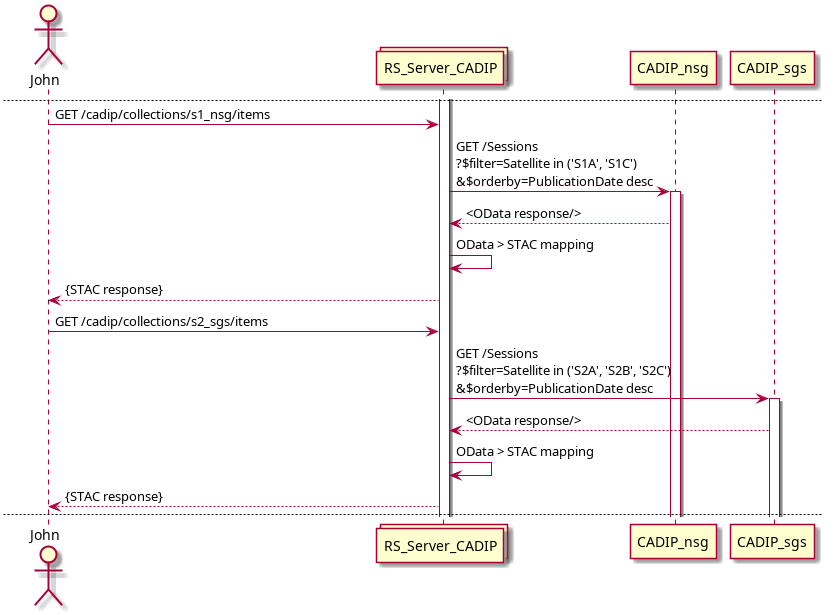 John
RS_Server_CADIP
CADIP_nsg
CADIP_sgs
GET /cadip/collections/s1_nsg/items
GET /Sessions
?$filter=Satellite in ('S1A', 'S1C')
&$orderby=PublicationDate desc
<OData response/>
OData > STAC mapping
{STAC response}
GET /cadip/collections/s2_sgs/items
GET /Sessions
?$filter=Satellite in ('S2A', 'S2B', 'S2C')
&$orderby=PublicationDate desc
<OData response/>
OData > STAC mapping
{STAC response}
John
RS_Server_CADIP
CADIP_nsg
CADIP_sgs